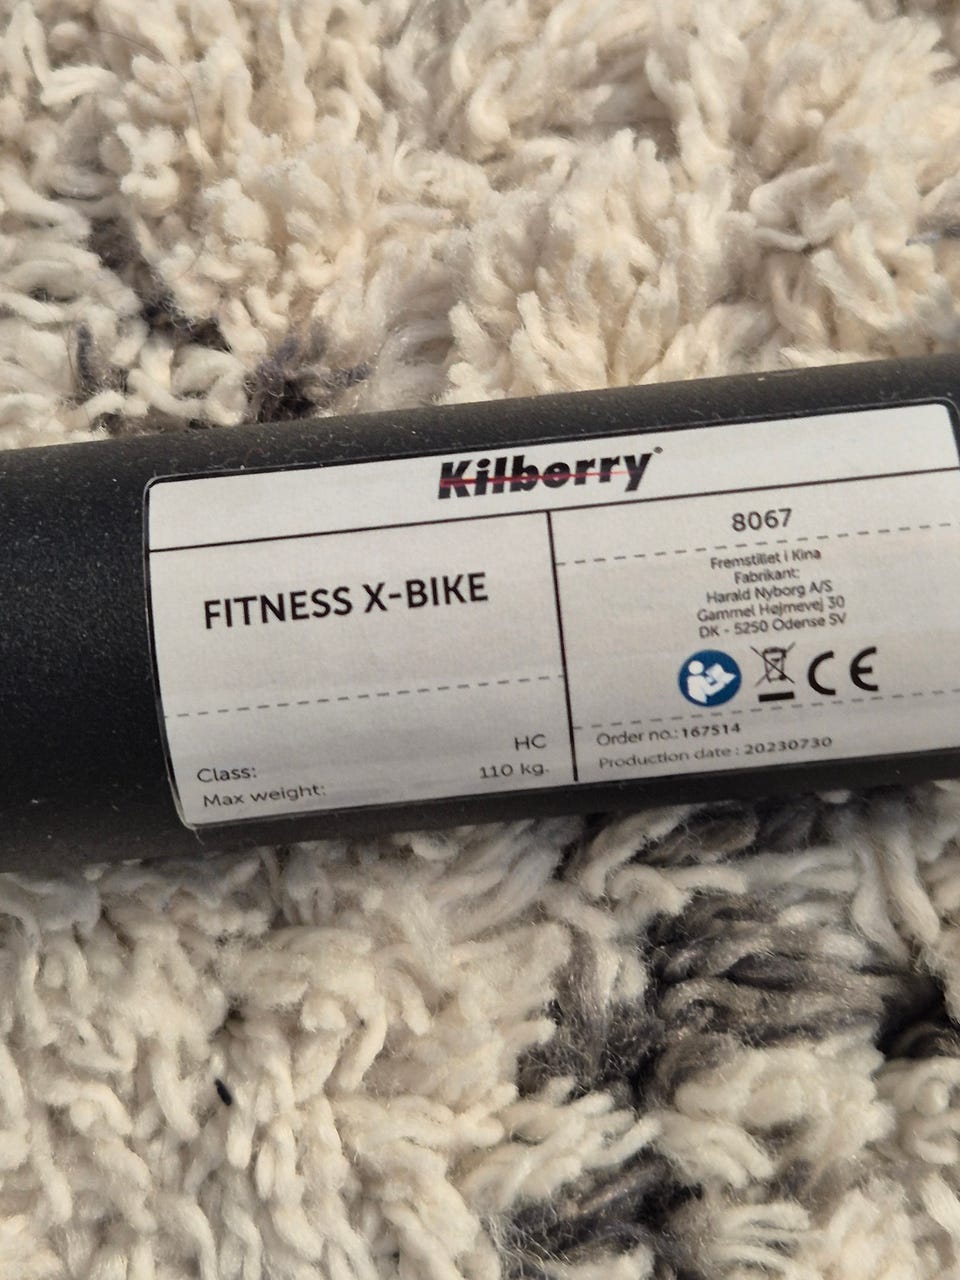 Kilberry®
FITNESS X-BIKE
Class: HC
Max weight: 110 kg.
8067
Fremstillet i Kina
Fabrikant:
Harald Nyborg A/S
Gammel Højmevej 30
DK - 5250 Odense SV
CE
Order no.: 167514
Production date : 20230730